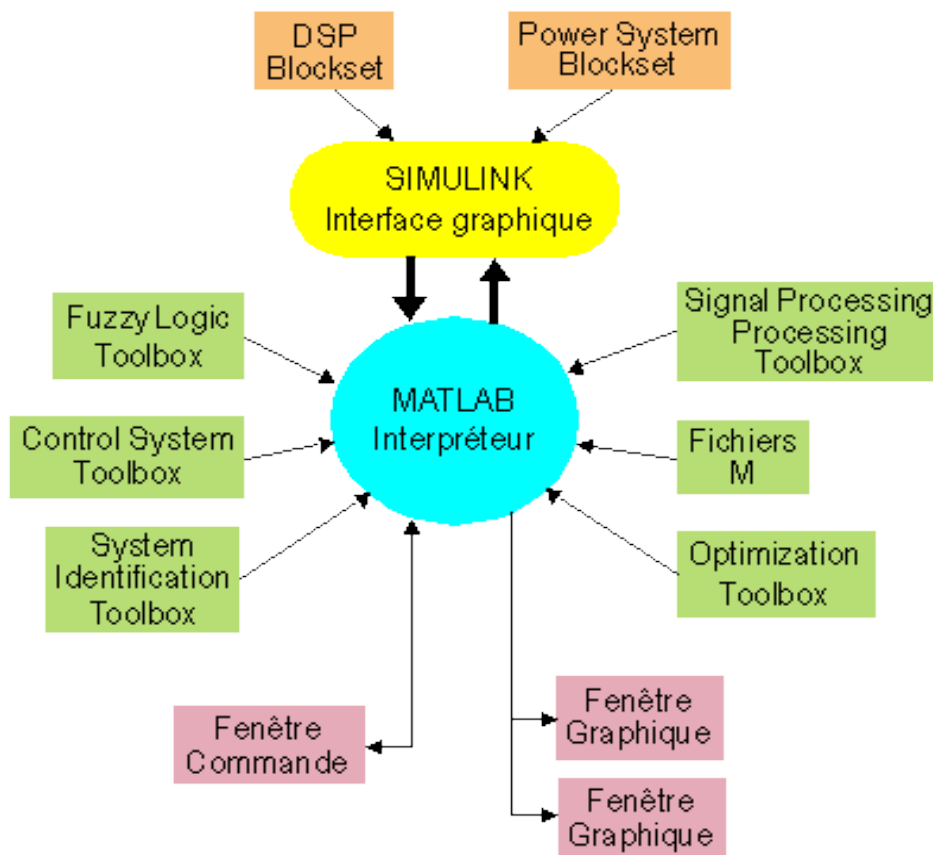 DSP
Blockset
Power System
Blockset
SIMULINK
Interface graphique
Fuzzy Logic
Toolbox
Signal Processing
Processing
Toolbox
MATLAB
Interpréteur
Control System
Toolbox
Fichiers
M
System
Identification
Toolbox
Optimization
Toolbox
Fenêtre
Commande
Fenêtre
Graphique
Fenêtre
Graphique